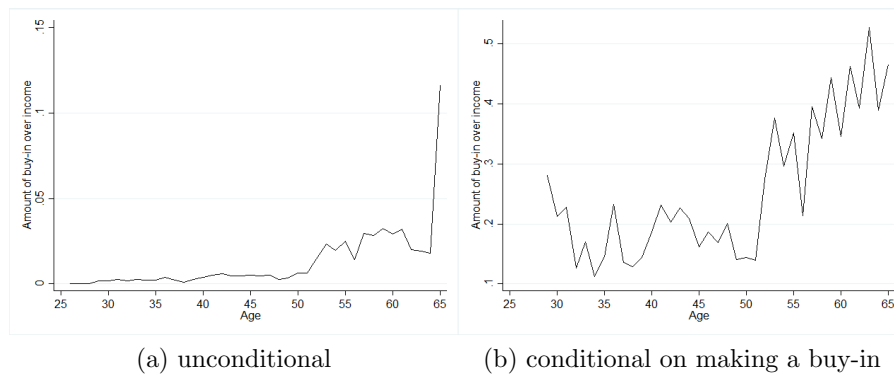 Amount of buy-in over income
.15
.1
.05
0
25 30 35 40 45 50 55 60 65
Age
(a) unconditional
Amount of buy-in over income
.5
.4
.3
.2
.1
25 30 35 40 45 50 55 60 65
Age
(b) conditional on making a buy-in